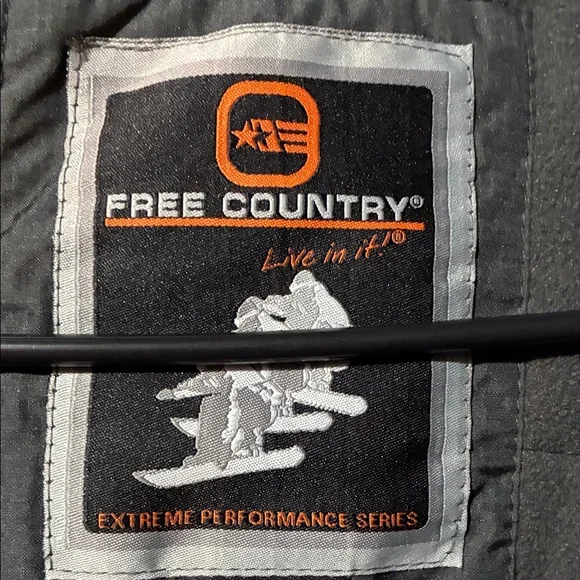 FREE COUNTRY®
Live in it!®
EXTREME PERFORMANCE SERIES